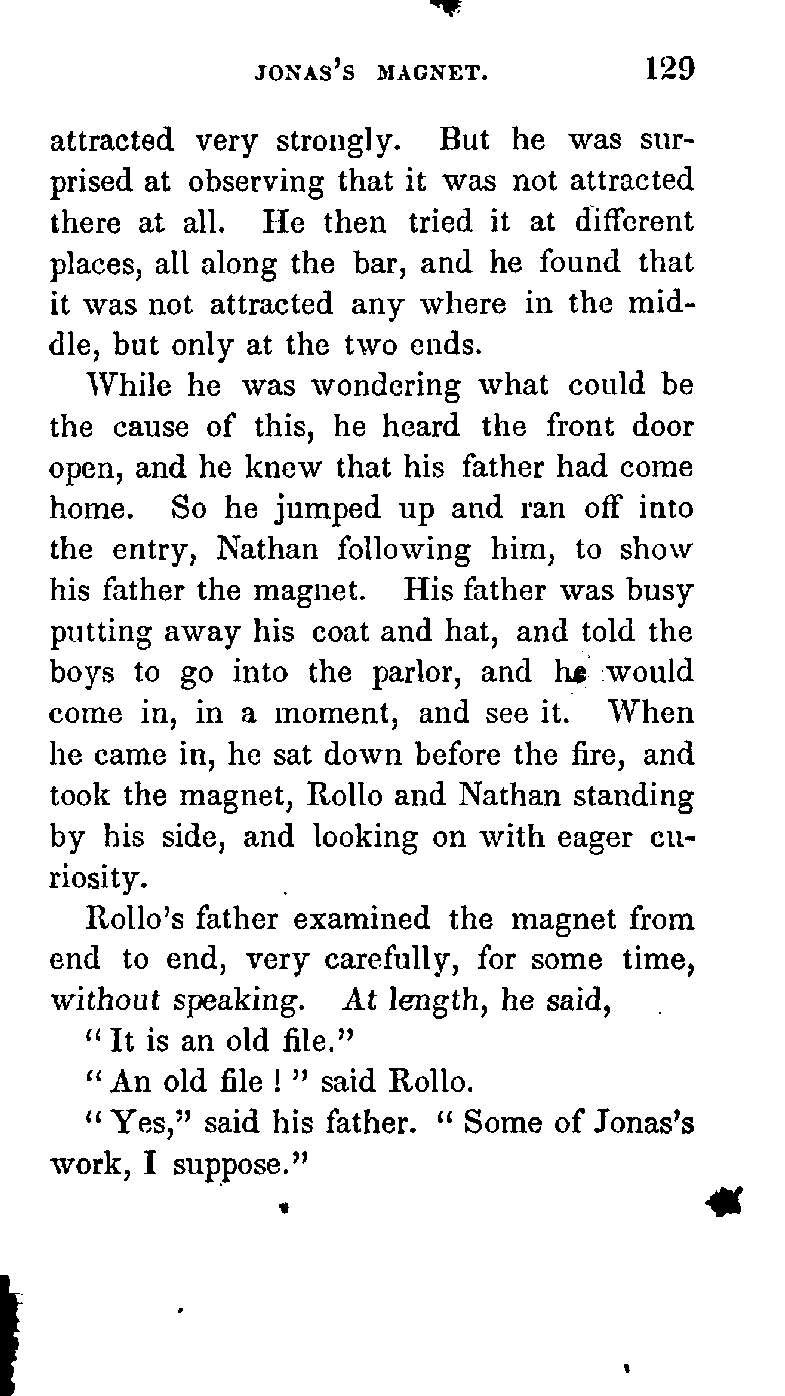 JONAS'S MAGNET. 129
attracted very strongly. But he was sur-
prised at observing that it was not attracted
there at all. He then tried it at different
places, all along the bar, and he found that
it was not attracted any where in the mid-
dle, but only at the two ends.
While he was wondering what could be
the cause of this, he heard the front door
open, and he knew that his father had come
home. So he jumped up and ran off into
the entry, Nathan following him, to show
his father the magnet. His father was busy
putting away his coat and hat, and told the
boys to go into the parlor, and he would
come in, in a moment, and see it. When
he came in, he sat down before the fire, and
took the magnet, Rollo and Nathan standing
by his side, and looking on with eager cu-
riosity.
Rollo's father examined the magnet from
end to end, very carefully, for some time,
without speaking. At length, he said,
“ It is an old file.”
“ An old file ! ” said Rollo.
“ Yes,” said his father. “ Some of Jonas's
work, I suppose.”